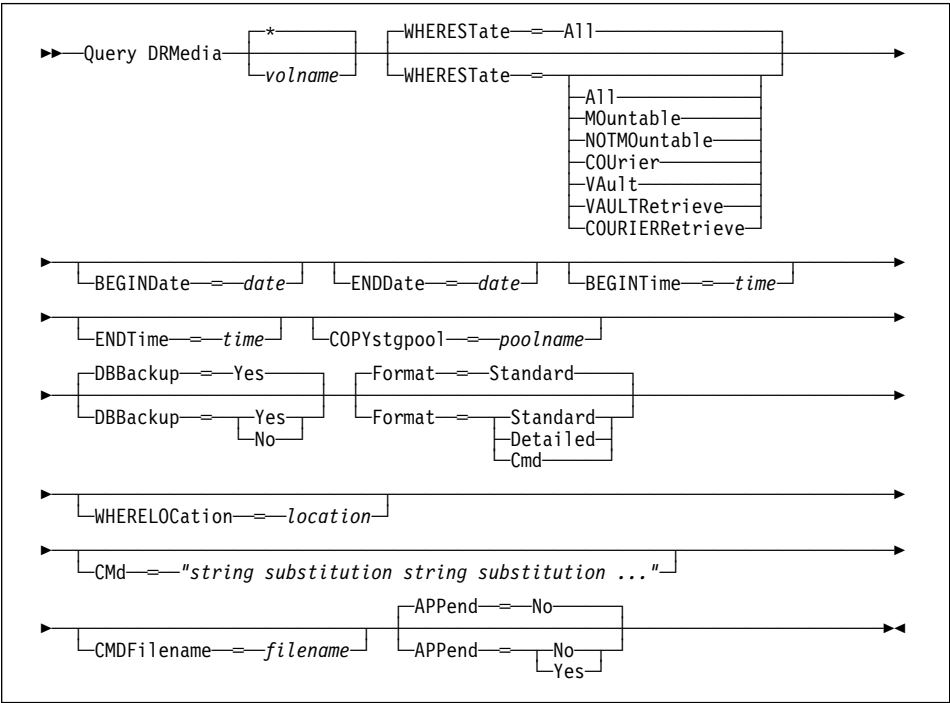 * WHEREState = All
Query DRMedia
volname WHEREState =
All
MOuntable
NOTMOuntable
COUrier
VAult
VAULTRetrieve
COURIERRetrieve
BEGINDate = date ENDDate = date BEGINTime = time
ENDTime = time COPYstgpool = poolname
DBBackup = Yes Format = Standard
DBBackup = Yes Format = Standard
No Detailed
Cmd
WHERELOCation = location
CMd = "string substitution string substitution ..."
APPend = No
CMDFilename = filename APPend = No
Yes